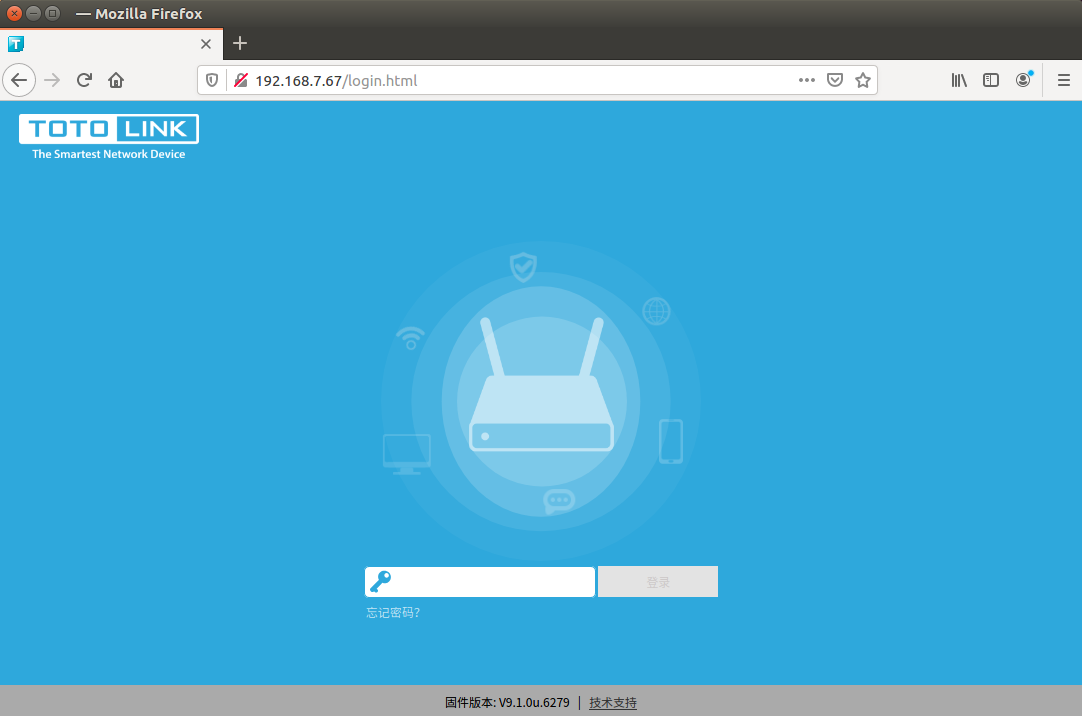 — Mozilla Firefox
192.168.7.67/login.html
TOTO LINK
The Smartest Network Device
登录
忘记密码?
固件版本: V9.1.0u.6279 | 技术支持